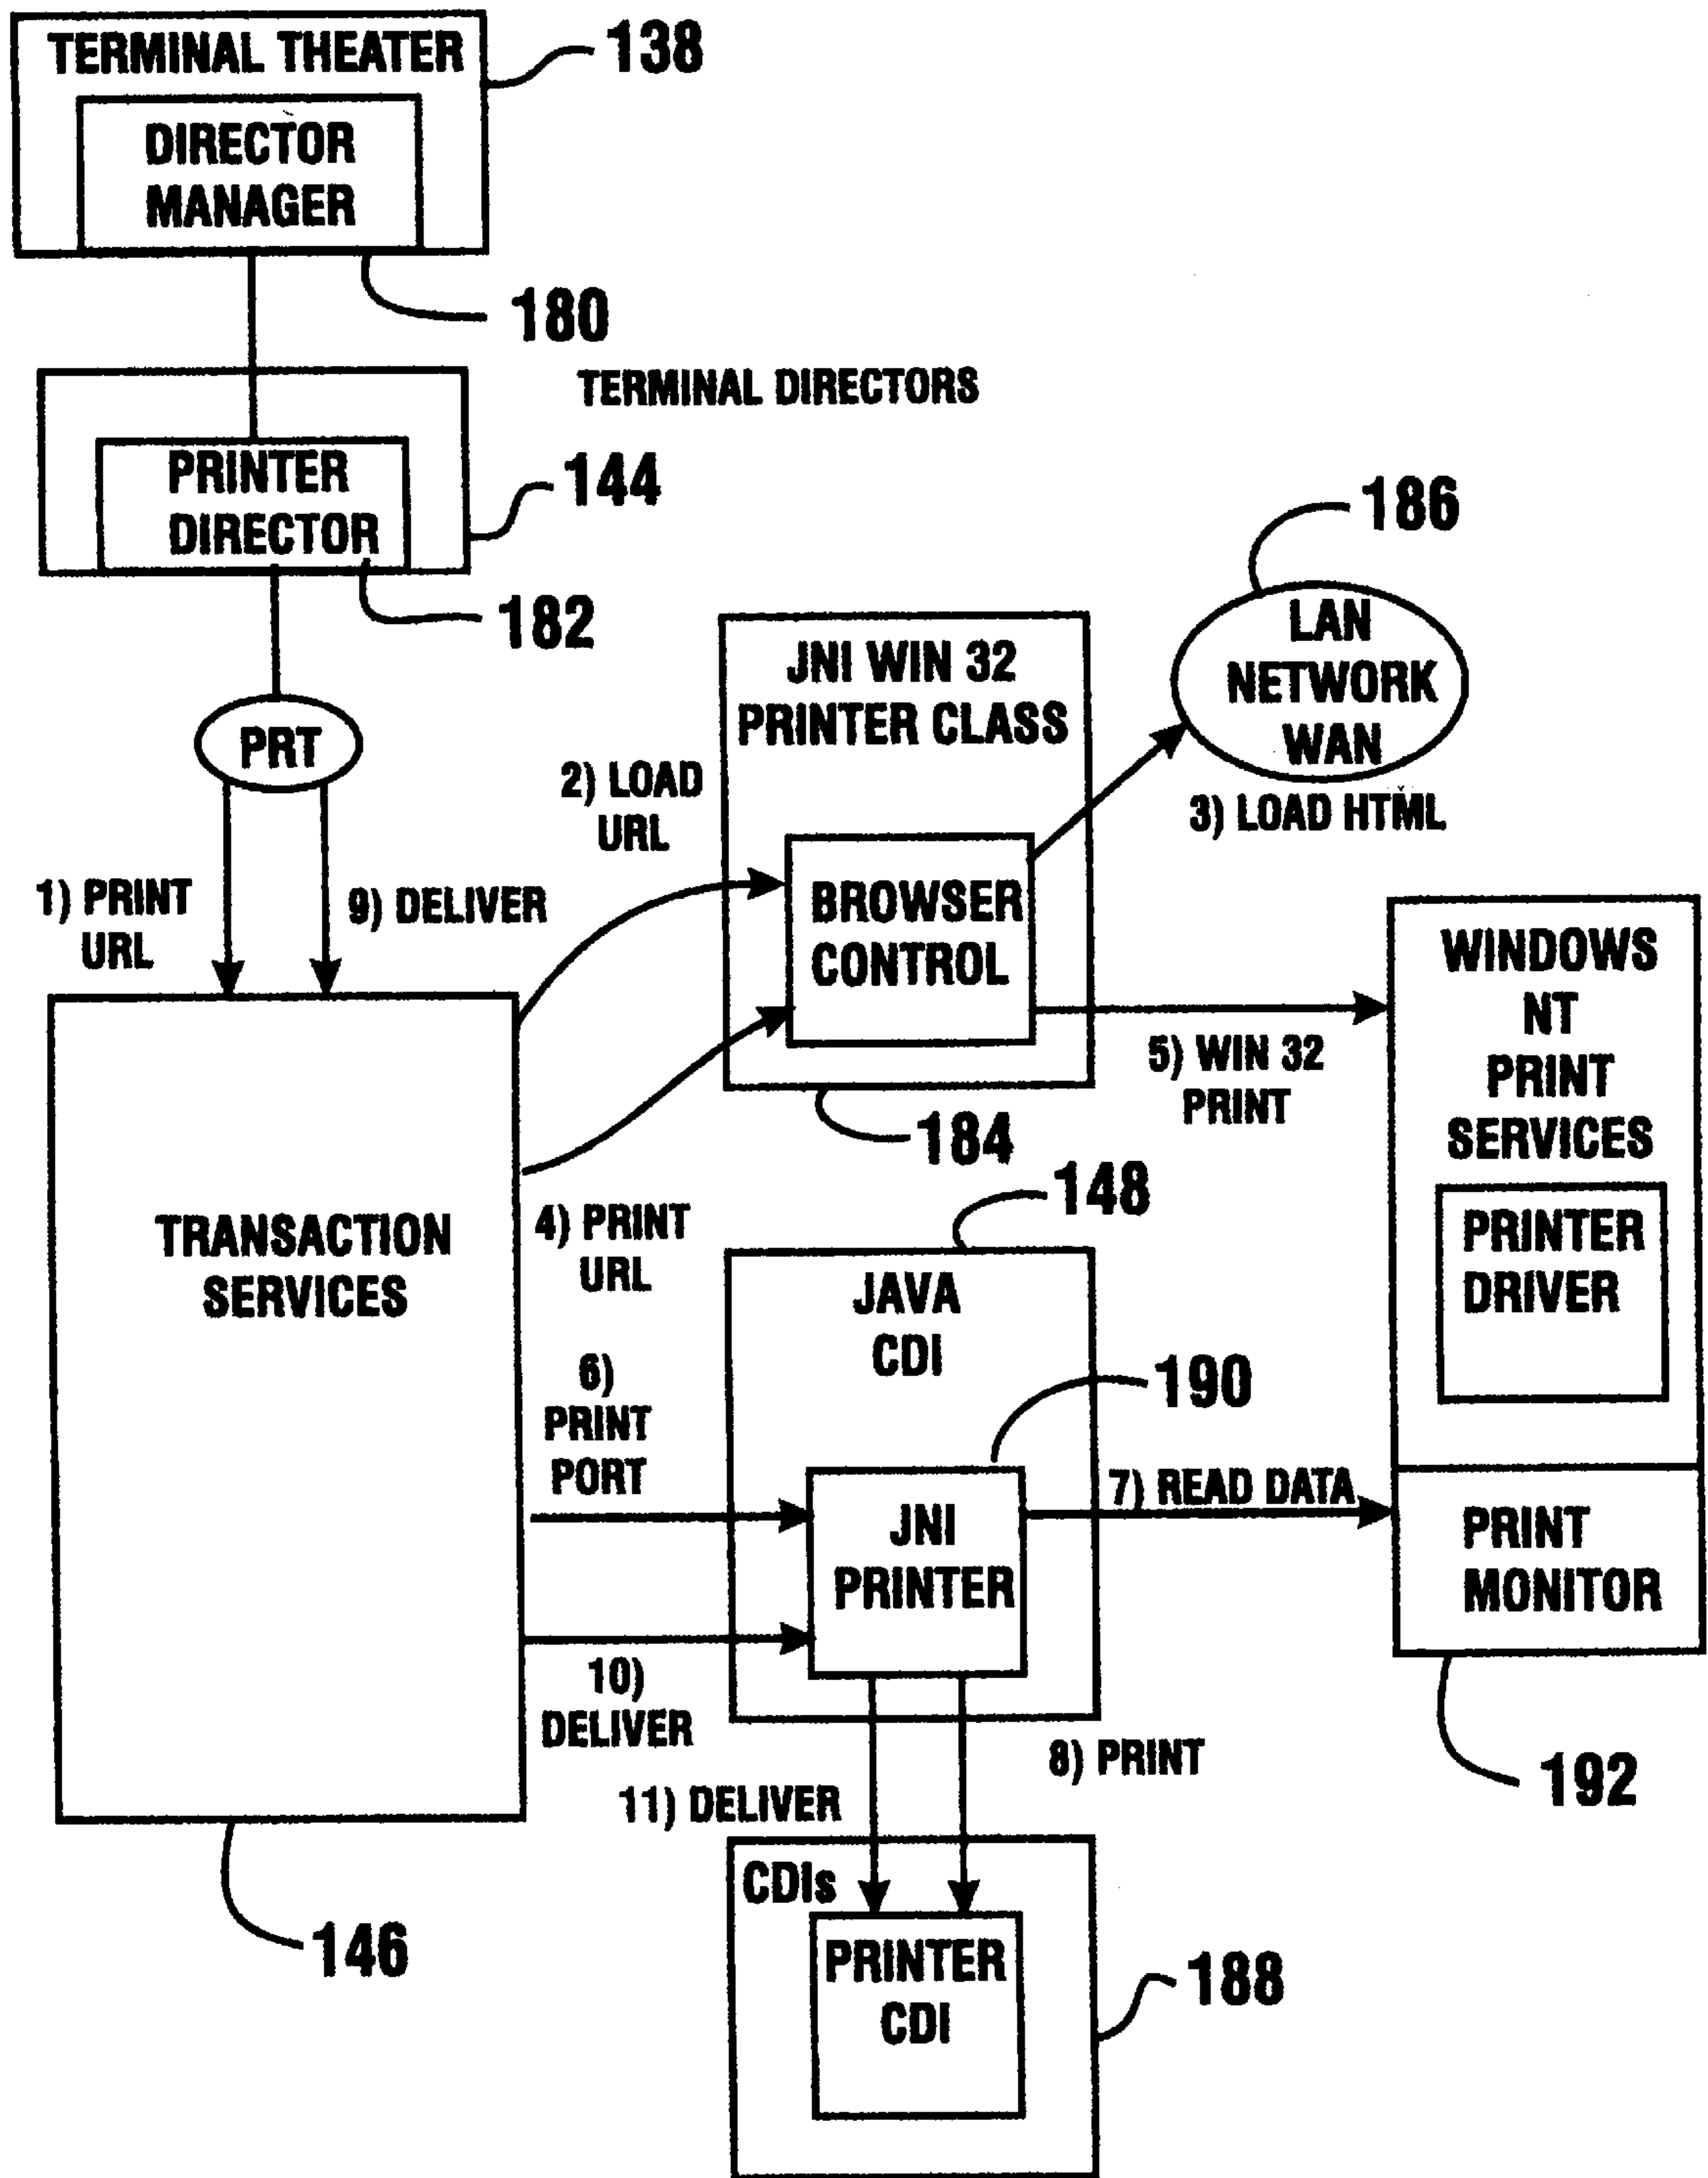 TERMINAL THEATER
138
DIRECTOR
MANAGER
180
TERMINAL DIRECTORS
PRINTER
DIRECTOR
144
182
186
LAN
NETWORK
WAN
JNI WIN 32
PRINTER CLASS
PRT
2) LOAD
URL
3) LOAD HTML
1) PRINT
URL
9) DELIVER
BROWSER
CONTROL
WINDOWS
NT
PRINT
SERVICES
5) WIN 32
PRINT
184
148
TRANSACTION
SERVICES
4) PRINT
URL
PRINTER
DRIVER
JAVA
CDI
6)
PRINT
PORT
190
7) READ DATA
JNI
PRINTER
PRINT
MONITOR
10)
DELIVER
8) PRINT
11) DELIVER
192
146
CDIs
PRINTER
CDI
188